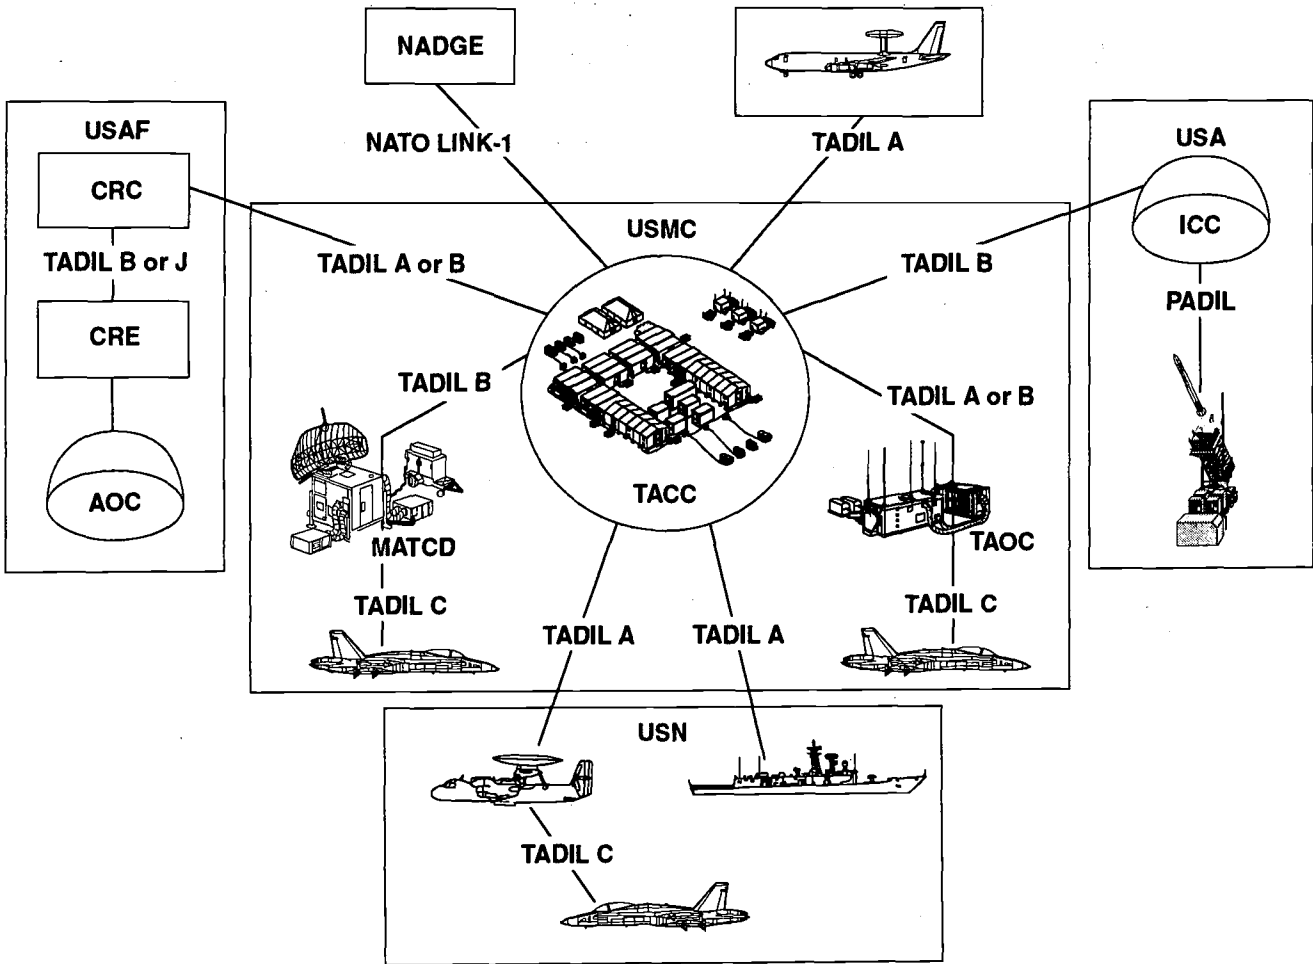 NADGE
NATO LINK-1
TADIL A
USAF
CRC
TADIL B or J
CRE
AOC
USA
ICC
PADIL
USMC
TADIL A or B
TADIL B
TADIL B
TADIL A or B
TACC
MATCD
TAOC
TADIL C
TADIL C
TADIL A
TADIL A
USN
TADIL C